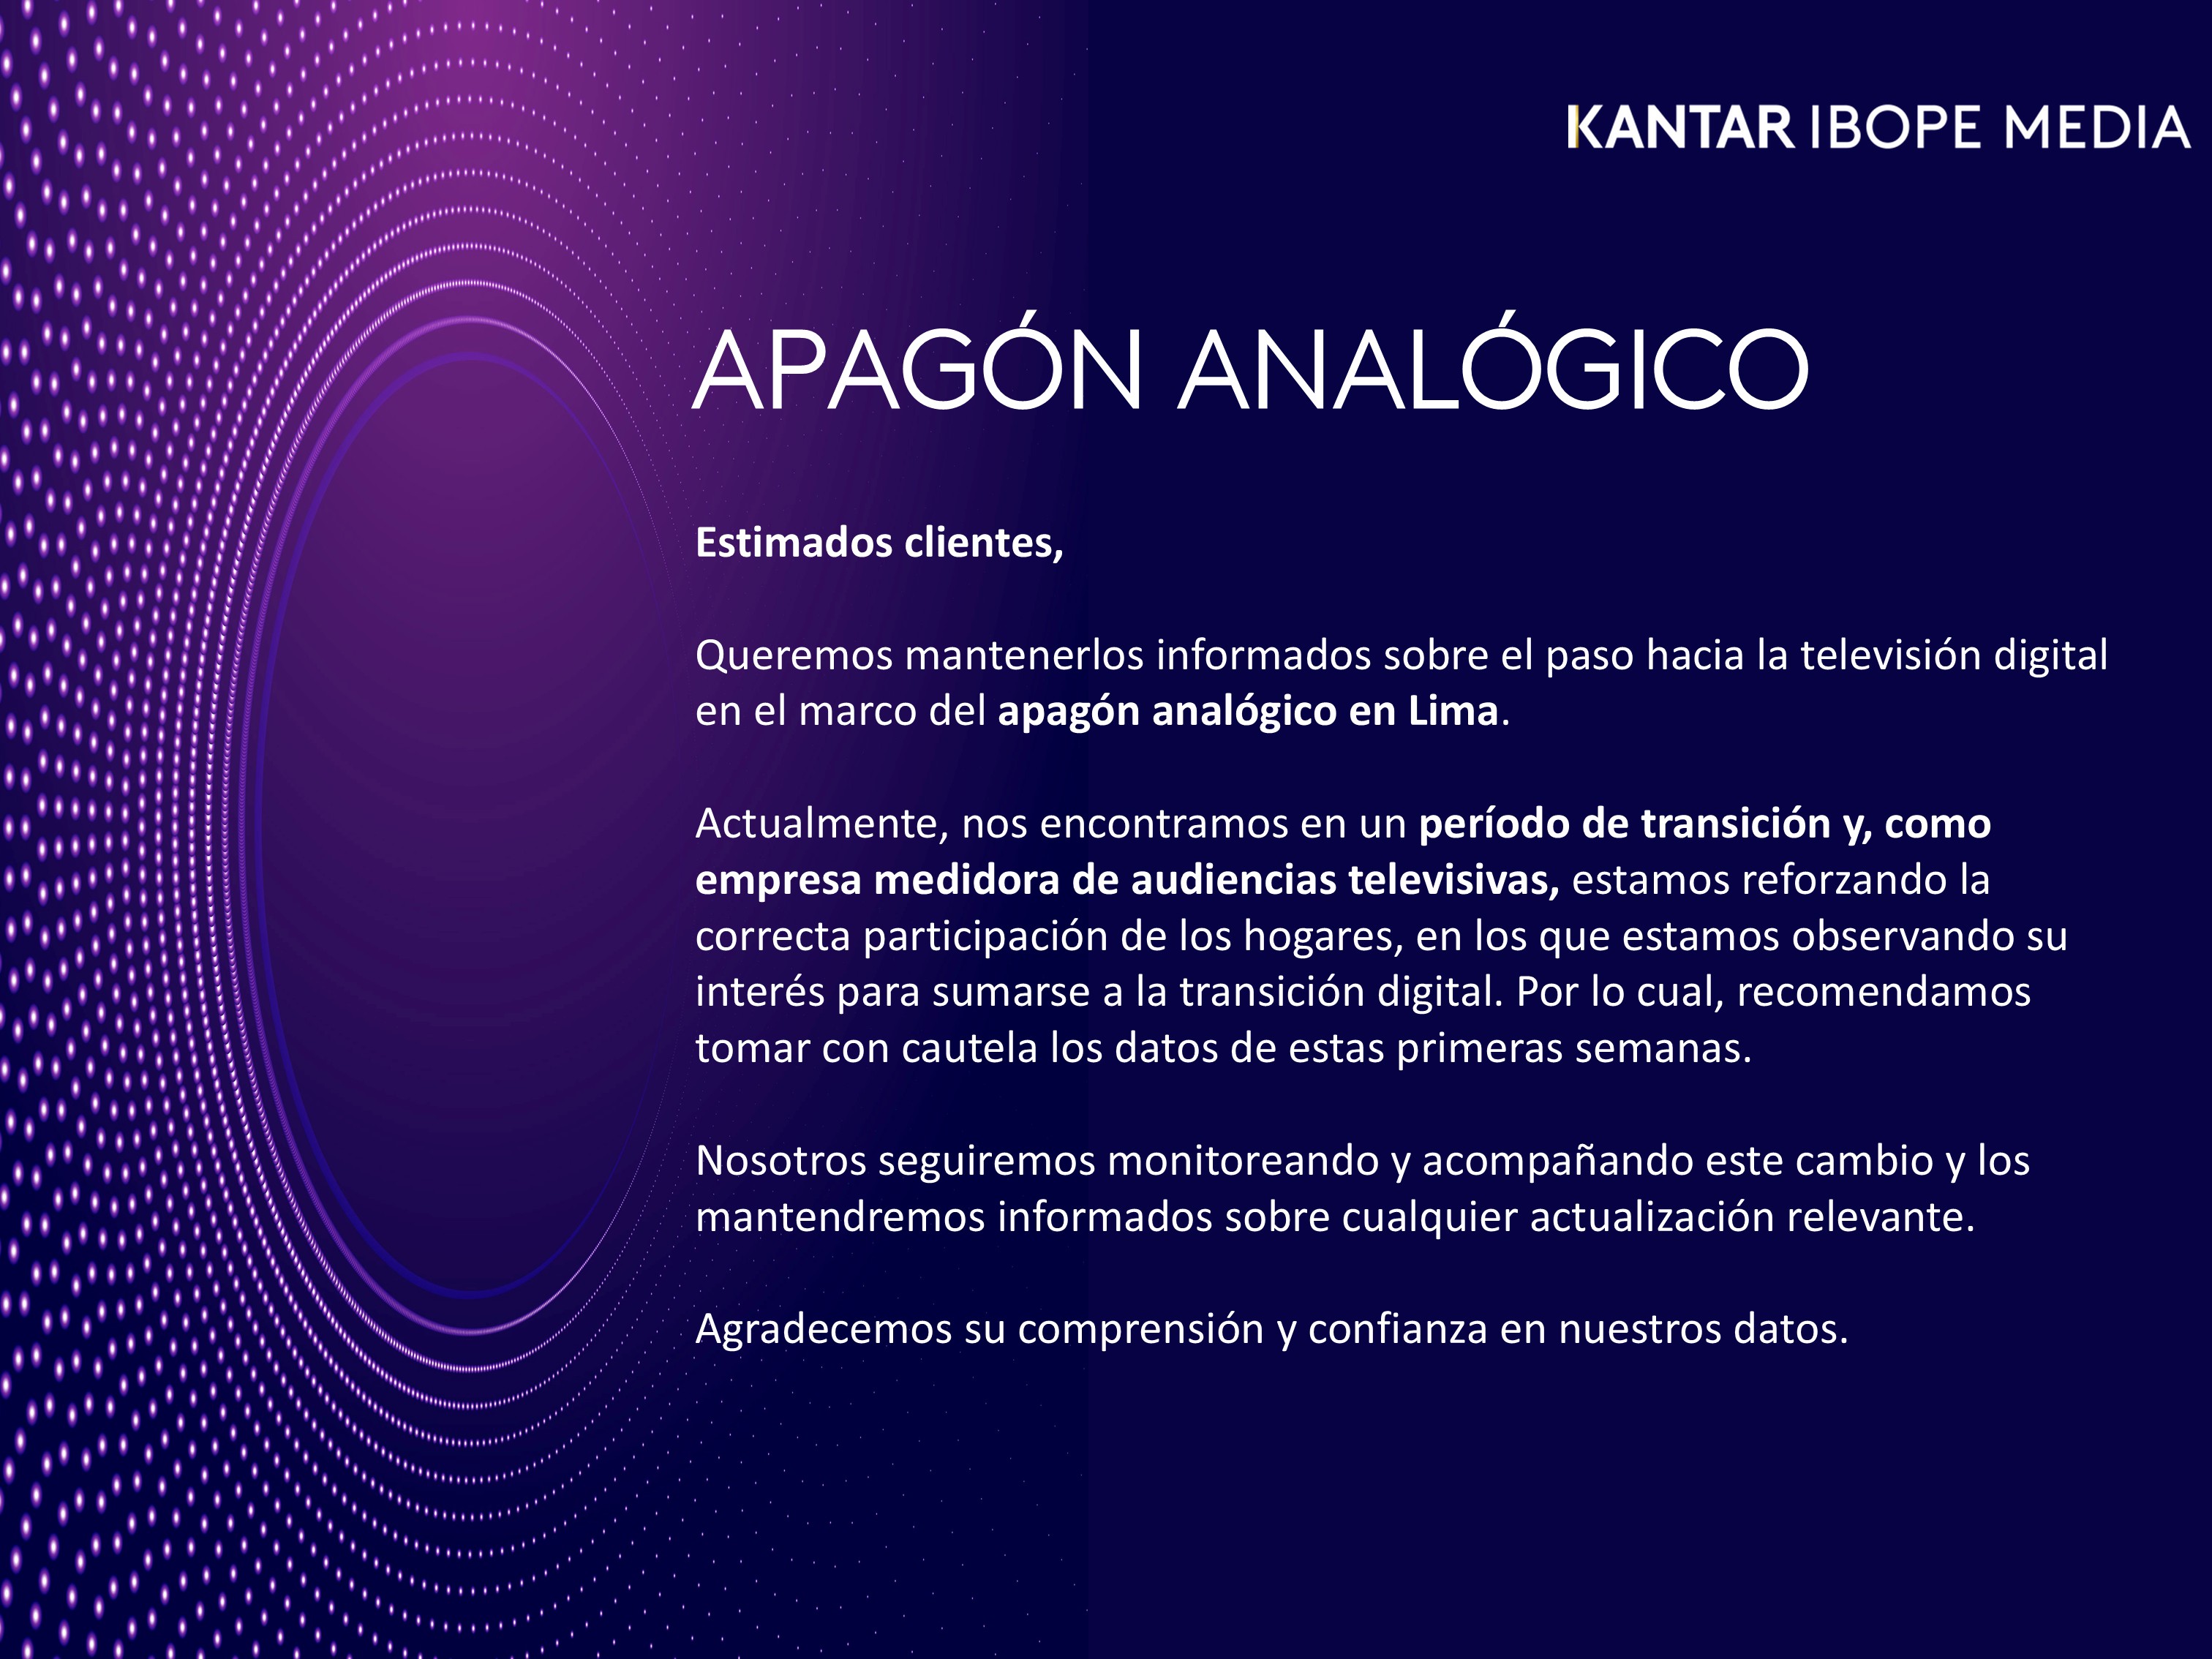 KANTAR IBOPE MEDIA
APAGÓN ANALÓGICO
Estimados clientes,
Queremos mantenerlos informados sobre el paso hacia la televisión digital
en el marco del apagón analógico en Lima.
Actualmente, nos encontramos en un período de transición y, como
empresa medidora de audiencias televisivas, estamos reforzando la
correcta participación de los hogares, en los que estamos observando su
interés para sumarse a la transición digital. Por lo cual, recomendamos
tomar con cautela los datos de estas primeras semanas.
Nosotros seguiremos monitoreando y acompañando este cambio y los
mantendremos informados sobre cualquier actualización relevante.
Agradecemos su comprensión y confianza en nuestros datos.